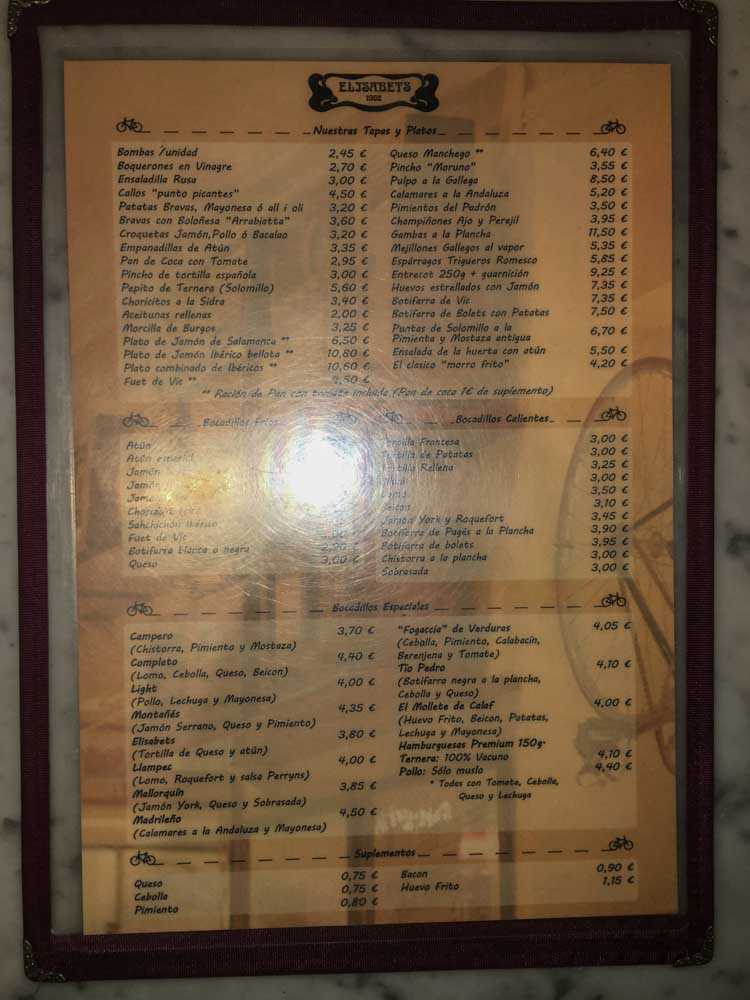 ELISABETS
1962
Nuestras Tapas y Platos
Bombas /unidad 2,45 €
Boquerones en Vinagre 2,70 €
Ensaladilla Rusa 3,00 €
Callos "punto picantes" 4,50 €
Patatas Bravas, Mayonesa ó all i oli 3,20 €
Bravas con Boloñesa "Arrabiatta" 3,60 €
Croquetas Jamón,Pollo ó Bacalao 3,20 €
Empanadillas de Atún 3,35 €
Pan de Coca con Tomate 2,95 €
Pincho de tortilla española 3,00 €
Pepito de Ternera (Solomillo) 5,60 €
Choricitos a la Sidra 3,40 €
Aceitunas rellenas 2,00 €
Morcilla de Burgos 3,25 €
Plato de Jamón de Salamanca ** 6,50 €
Plato de Jamón Ibérico bellota ** 10,80 €
Plato combinado de Ibéricos ** 10,60 €
Fuet de Vic ** 4,50 €
Queso Manchego ** 6,40 €
Pincho "Moruno" 3,55 €
Pulpo a la Gallega 8,50 €
Calamares a la Andaluza 5,20 €
Pimientos del Padrón 3,50 €
Champiñones Ajo y Perejil 3,95 €
Gambas a la Plancha 11,50 €
Mejillones Gallegos al vapor 5,35 €
Espárragos Trigueros Romesco 5,85 €
Entrecot 250g + guarnición 9,25 €
Huevos estrellados con Jamón 7,35 €
Botifarra de Vic 7,35 €
Botifarra de Bolets con Patatas 7,50 €
Puntas de Solomillo a la
Pimienta y Mostaza antigua 6,70 €
Ensalada de la huerta con atún 5,50 €
El clasico "morro frito" 4,20 €
** Ración de Pan con tomate incluida (Pan de coca 1€ de suplemento)
Bocadillos Fríos
Atún
Atún especial
Jamón
Jamón
Jamón
Chorizo
Salchichón Ibérico
Fuet de Vic
Botifarra blanca o negra 2,90 €
Queso 3,00 €
Bocadillos Calientes
Tortilla Francesa 3,00 €
Tortilla de Patatas 3,00 €
Tortilla Rellena 3,25 €
3,00 €
Lomo 3,50 €
Beicon 3,10 €
Jamón York y Roquefort 3,45 €
Botifarra de Pagès a la Plancha 3,90 €
Botifarra de bolets 3,95 €
Chistorra a la plancha 3,00 €
Sobrasada 3,00 €
Bocadillos Especiales
Campero 3,70 €
(Chistorra, Pimiento y Mostaza)
Completo 4,40 €
(Lomo, Cebolla, Queso, Beicon)
Light 4,00 €
(Pollo, Lechuga y Mayonesa)
Montañés 4,35 €
(Jamón Serrano, Queso y Pimiento)
Elisabets 3,80 €
(Tortilla de Queso y atún)
Llampec 4,00 €
(Lomo, Roquefort y salsa Perryns)
Mallorquín 3,85 €
(Jamón York, Queso y Sobrasada)
Madrileño 4,50 €
(Calamares a la Andaluza y Mayonesa)
"Fogaccia" de Verduras 4,05 €
(Cebolla, Pimiento, Calabacín,
Berenjena y Tomate)
Tío Pedro 4,10 €
(Botifarra negra a la plancha,
Cebolla y Queso)
El Mollete de Calaf 4,00 €
(Huevo Frito, Beicon, Patatas,
Lechuga y Mayonesa)
Hamburguesas Premium 150g*
Ternera: 100% Vacuno 4,10 €
Pollo: Sólo muslo 4,40 €
* Todas con Tomate, Cebolla,
Queso y Lechuga
Suplementos
Queso 0,75 €
Cebolla 0,75 €
Pimiento 0,80 €
Bacon 0,90 €
Huevo Frito 1,15 €